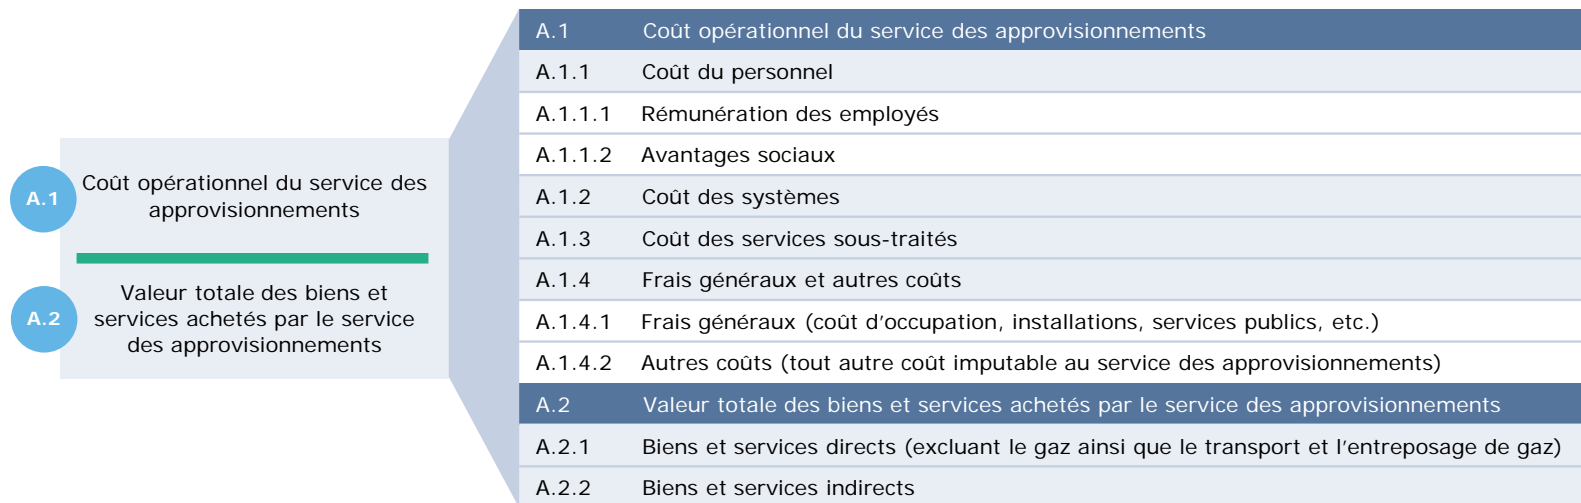 A.1
Coût opérationnel du service des
approvisionnements
A.2
Valeur totale des biens et
services achetés par le service
des approvisionnements
A.1 Coût opérationnel du service des approvisionnements
A.1.1 Coût du personnel
A.1.1.1 Rémunération des employés
A.1.1.2 Avantages sociaux
A.1.2 Coût des systèmes
A.1.3 Coût des services sous-traités
A.1.4 Frais généraux et autres coûts
A.1.4.1 Frais généraux (coût d'occupation, installations, services publics, etc.)
A.1.4.2 Autres coûts (tout autre coût imputable au service des approvisionnements)
A.2 Valeur totale des biens et services achetés par le service des approvisionnements
A.2.1 Biens et services directs (excluant le gaz ainsi que le transport et l'entreposage de gaz)
A.2.2 Biens et services indirects